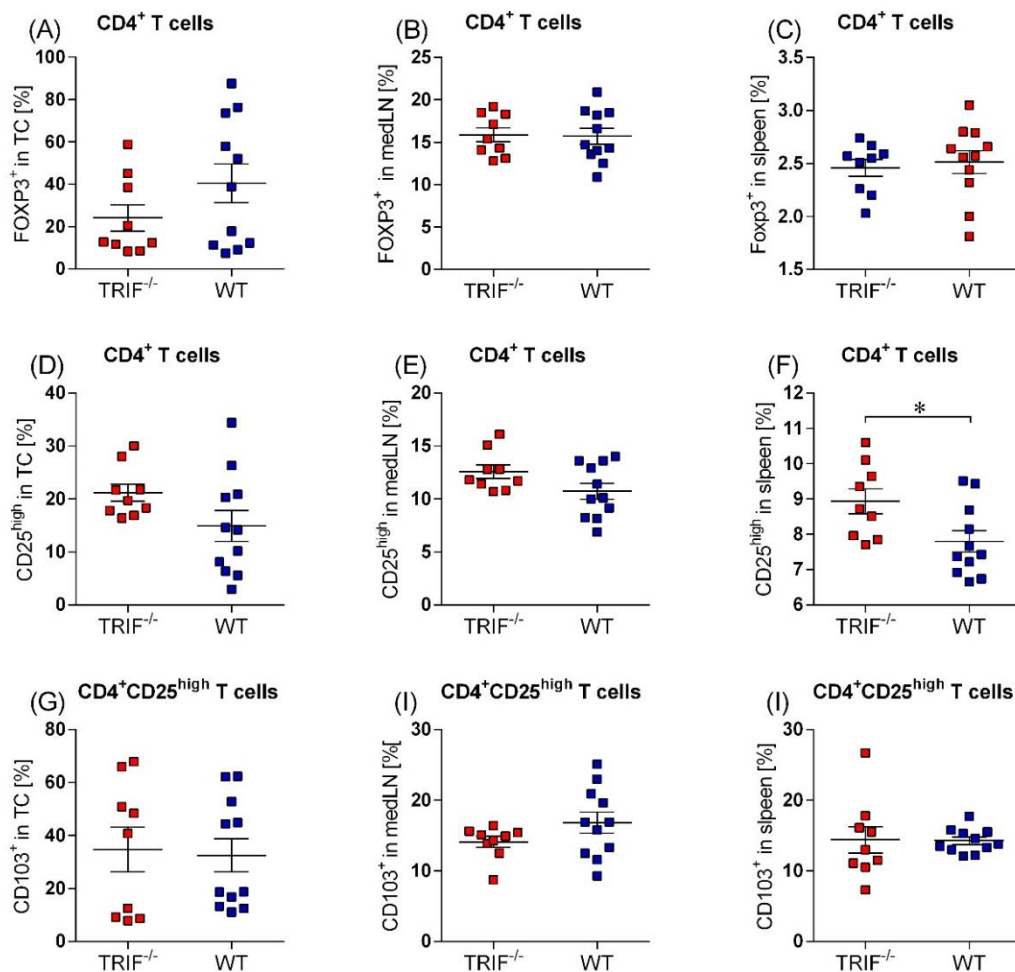 (A) CD4⁺ T cells
FOXP3⁺ in TC [%]
100
80
60
40
20
0
TRIF⁻/⁻ WT
(B) CD4⁺ T cells
FOXP3⁺ in medLN [%]
25
20
15
10
5
0
TRIF⁻/⁻ WT
(C) CD4⁺ T cells
Foxp3⁺ in slpeen [%]
3.5
3.0
2.5
2.0
1.5
TRIF⁻/⁻ WT
(D) CD4⁺ T cells
CD25ʰⁱᵍʰ in TC [%]
40
30
20
10
0
TRIF⁻/⁻ WT
(E) CD4⁺ T cells
CD25ʰⁱᵍʰ in medLN [%]
20
15
10
5
0
TRIF⁻/⁻ WT
(F) CD4⁺ T cells
CD25ʰⁱᵍʰ in slpeen [%]
12
11
10
9
8
7
6
*
TRIF⁻/⁻ WT
(G) CD4⁺CD25ʰⁱᵍʰ T cells
CD103⁺ in TC [%]
80
60
40
20
0
TRIF⁻/⁻ WT
(I) CD4⁺CD25ʰⁱᵍʰ T cells
CD103⁺ in medLN [%[
30
20
10
0
TRIF⁻/⁻ WT
(I) CD4⁺CD25ʰⁱᵍʰ T cells
CD103⁺ in slpeen [%]
30
20
10
0
TRIF⁻/⁻ WT